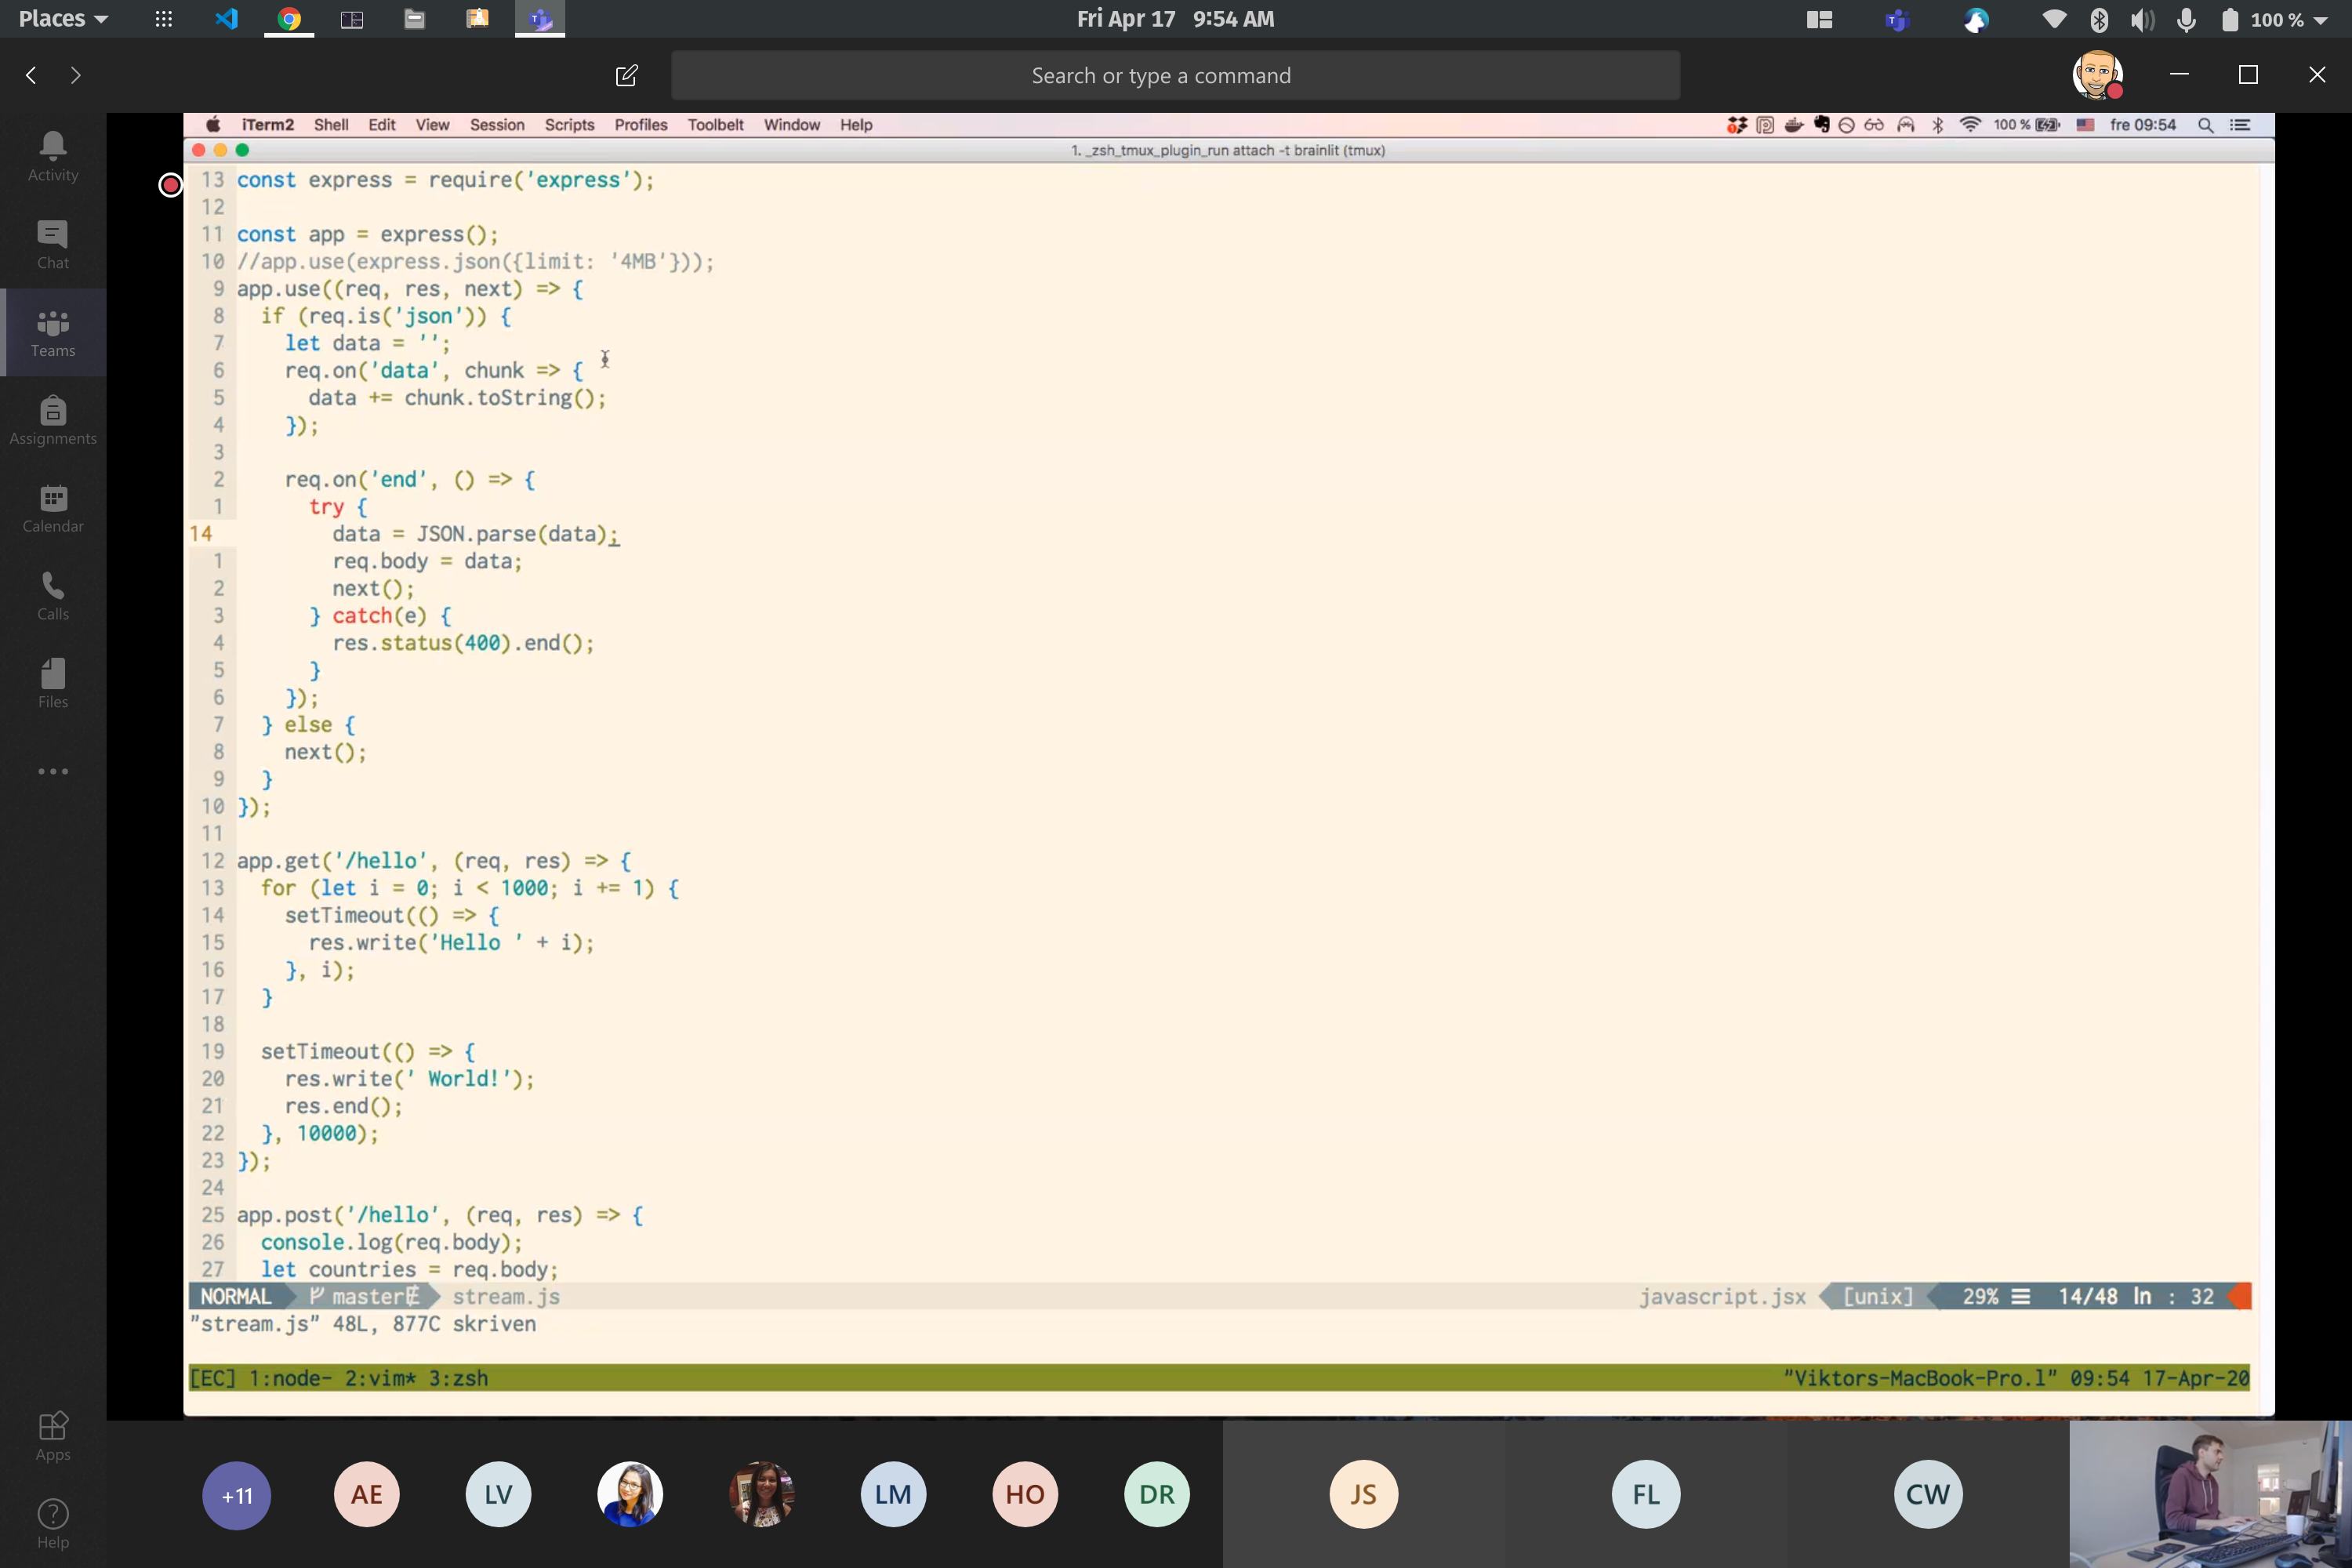 Places
Fri Apr 17 9:54 AM
100 %
Search or type a command
Activity
Chat
Teams
Assignments
Calendar
Calls
Files
Apps
Help
iTerm2 Shell Edit View Session Scripts Profiles Toolbelt Window Help
100 % fre 09:54
1. _zsh_tmux_plugin_run attach -t brainlit (tmux)
13 const express = require('express');
12
11 const app = express();
10 //app.use(express.json({limit: '4MB'}));
9 app.use((req, res, next) => {
8 if (req.is('json')) {
7 let data = '';
6 req.on('data', chunk => {
5 data += chunk.toString();
4 });
3
2 req.on('end', () => {
1 try {
14 data = JSON.parse(data);
1 req.body = data;
2 next();
3 } catch(e) {
4 res.status(400).end();
5 }
6 });
7 } else {
8 next();
9 }
10 });
11
12 app.get('/hello', (req, res) => {
13 for (let i = 0; i < 1000; i += 1) {
14 setTimeout(() => {
15 res.write('Hello ' + i);
16 }, i);
17 }
18
19 setTimeout(() => {
20 res.write(' World!');
21 res.end();
22 }, 10000);
23 });
24
25 app.post('/hello', (req, res) => {
26 console.log(req.body);
27 let countries = req.body;
NORMAL master stream.js javascript.jsx [unix] 29% ☰ 14/48 ln : 32
"stream.js" 48L, 877C skriven
[EC] 1:node- 2:vim* 3:zsh "Viktors-MacBook-Pro.l" 09:54 17-Apr-20
+11 AE LV LM HO DR JS FL CW